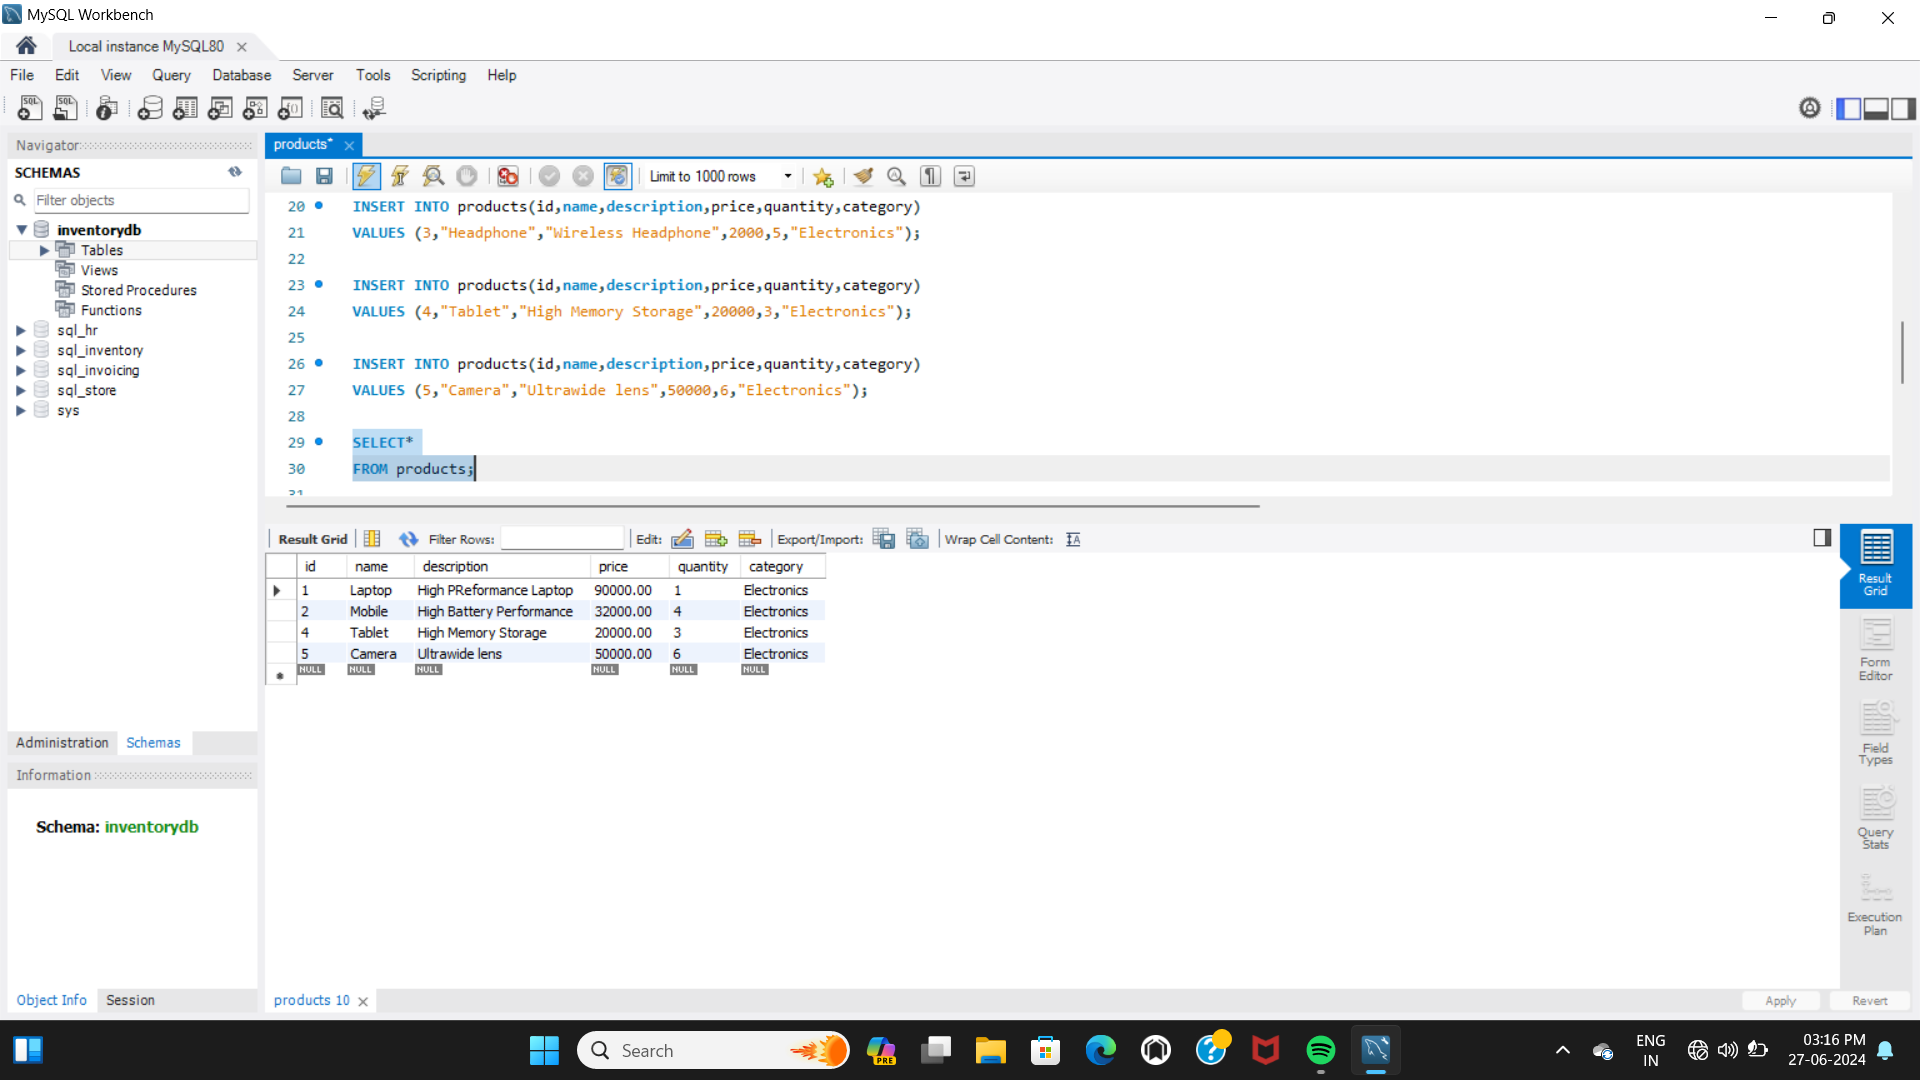 MySQL Workbench
Local instance MySQL80
File Edit View Query Database Server Tools Scripting Help
Navigator
products*
SCHEMAS
Limit to 1000 rows
Filter objects
inventorydb
Tables
Views
Stored Procedures
Functions
sql_hr
sql_inventory
sql_invoicing
sql_store
sys
20 INSERT INTO products(id,name,description,price,quantity,category)
21 VALUES (3,"Headphone","Wireless Headphone",2000,5,"Electronics");
22
23 INSERT INTO products(id,name,description,price,quantity,category)
24 VALUES (4,"Tablet","High Memory Storage",20000,3,"Electronics");
25
26 INSERT INTO products(id,name,description,price,quantity,category)
27 VALUES (5,"Camera","Ultrawide lens",50000,6,"Electronics");
28
29 SELECT*
30 FROM products;
31
Result Grid Filter Rows: Edit: Export/Import: Wrap Cell Content:
id name description price quantity category
1 Laptop High PReformance Laptop 90000.00 1 Electronics
2 Mobile High Battery Performance 32000.00 4 Electronics
4 Tablet High Memory Storage 20000.00 3 Electronics
5 Camera Ultrawide lens 50000.00 6 Electronics
NULL NULL NULL NULL NULL NULL
Result
Grid
Form
Editor
Field
Types
Query
Stats
Execution
Plan
Administration Schemas
Information
Schema: inventorydb
Object Info Session
products 10
Apply Revert
Search
PRE
ENG
IN
03:16 PM
27-06-2024